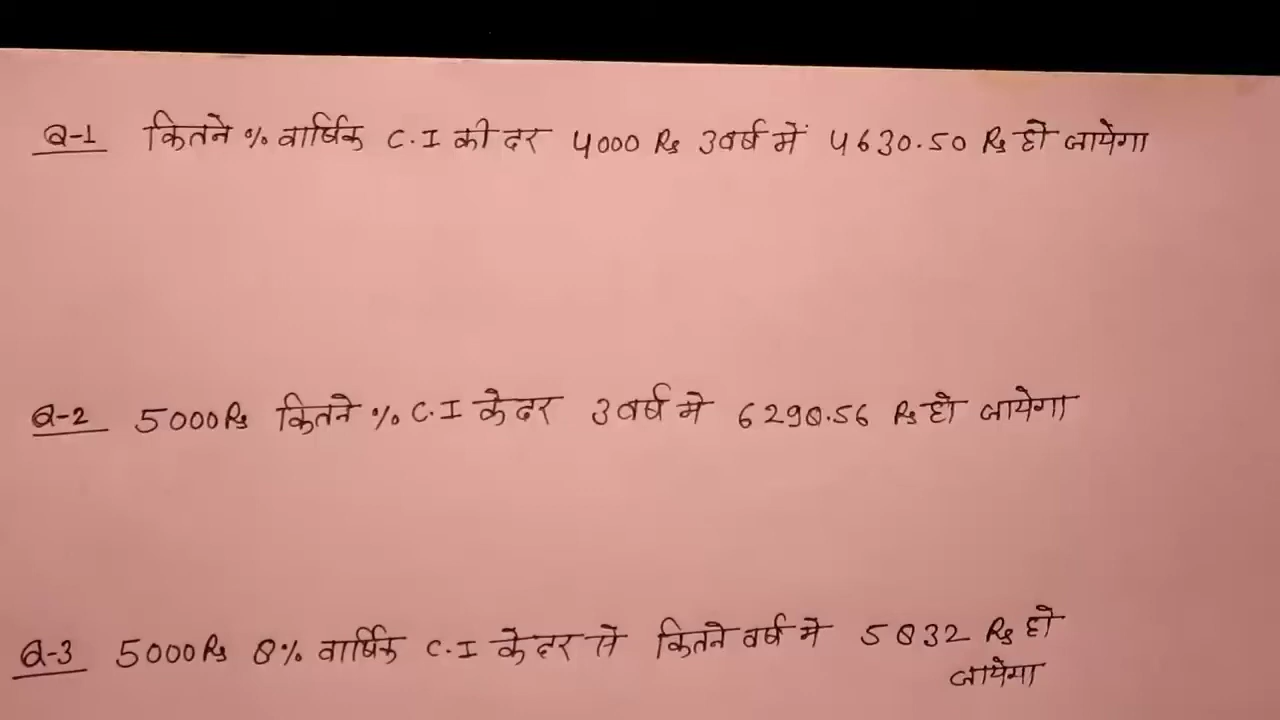 Q-1 कितने % वार्षिक C.I की दर 4000 Rs 3 वर्ष में 4630.50 Rs हो जायेगा
Q-2 5000 Rs कितने % C.I के दर 3 वर्ष मे 6298.56 Rs हो जायेगा
Q-3 5000 Rs 8% वार्षिक C.I के दर से कितने वर्ष मे 5832 Rs हो
जायेगा